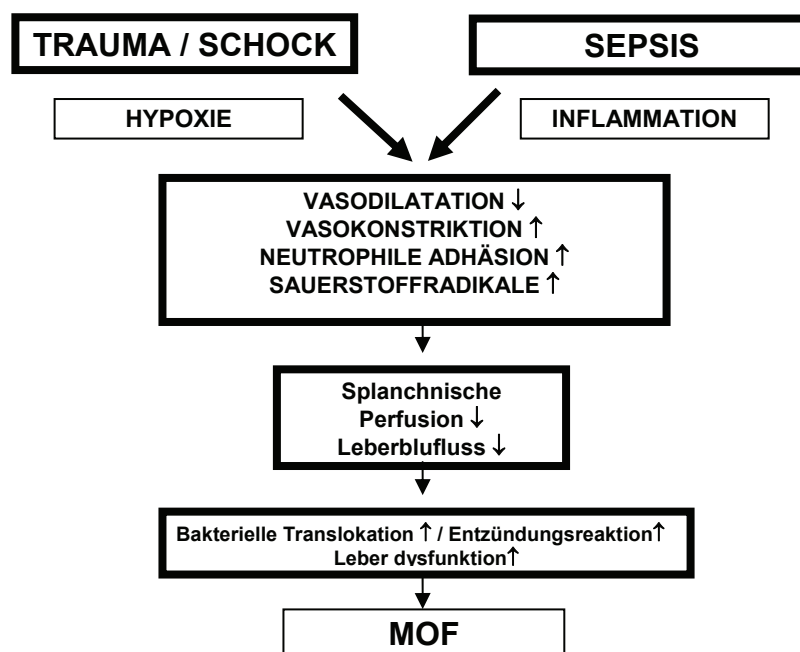 TRAUMA / SCHOCK
SEPSIS
HYPOXIE
INFLAMMATION
VASODILATATION ↓
VASOKONSTRIKTION ↑
NEUTROPHILE ADHÄSION ↑
SAUERSTOFFRADIKALE ↑
Splanchnische
Perfusion ↓
Leberblufluss ↓
Bakterielle Translokation ↑ / Entzündungsreaktion↑
Leber dysfunktion↑
MOF